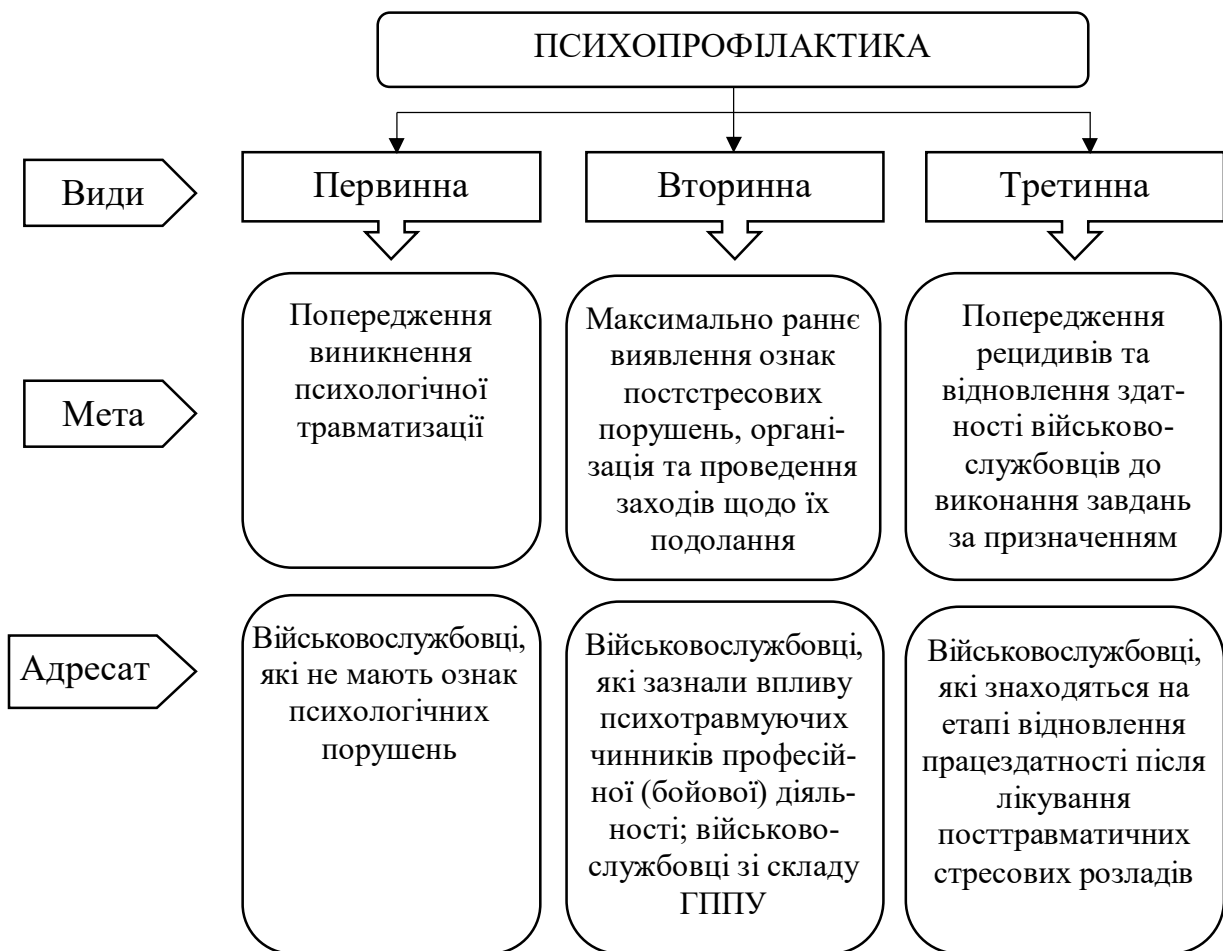 ПСИХОПРОФІЛАКТИКА
Види
Первинна
Вторинна
Третинна
Мета
Попередження
виникнення
психологічної
травматизації
Максимально раннє
виявлення ознак
постстресових
порушень, органі-
зація та проведення
заходів щодо їх
подолання
Попередження
рецидивів та
відновлення здат-
ності військово-
службовців до
виконання завдань
за призначенням
Адресат
Військовослужбовці,
які не мають ознак
психологічних
порушень
Військовослужбовці,
які зазнали впливу
психотравмуючих
чинників професій-
ної (бойової) діяль-
ності; військово-
службовці зі складу
ГППУ
Військовослужбовці,
які знаходяться на
етапі відновлення
працездатності після
лікування
посттравматичних
стресових розладів